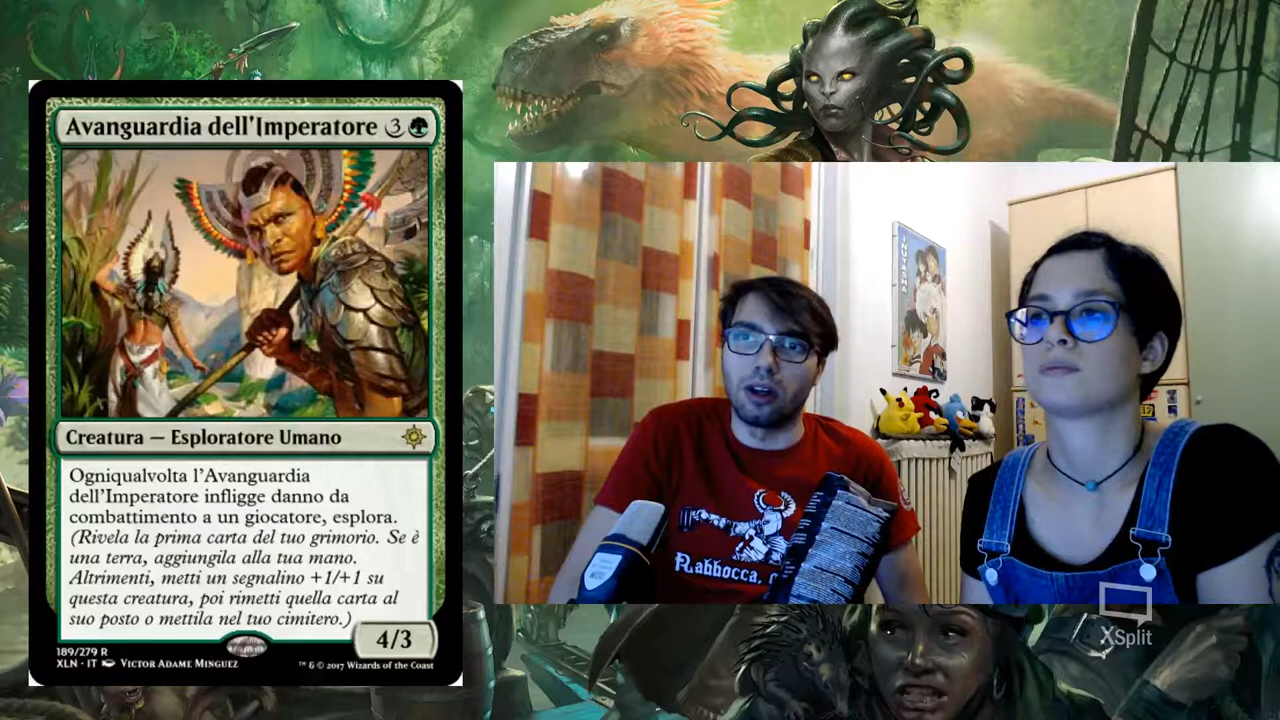 Avanguardia dell'Imperatore 3
Creatura — Esploratore Umano
Ogniqualvolta l'Avanguardia
dell'Imperatore infligge danno da
combattimento a un giocatore, esplora.
(Rivela la prima carta del tuo grimorio. Se è
una terra, aggiungila alla tua mano.
Altrimenti, metti un segnalino +1/+1 su
questa creatura, poi rimetti quella carta al
suo posto o mettila nel tuo cimitero.)
4/3
189/279 R
XLN · IT Victor Adame Minguez
™ & © 2017 Wizards of the Coast
INUYASHA
Rabbocca,
XSplit